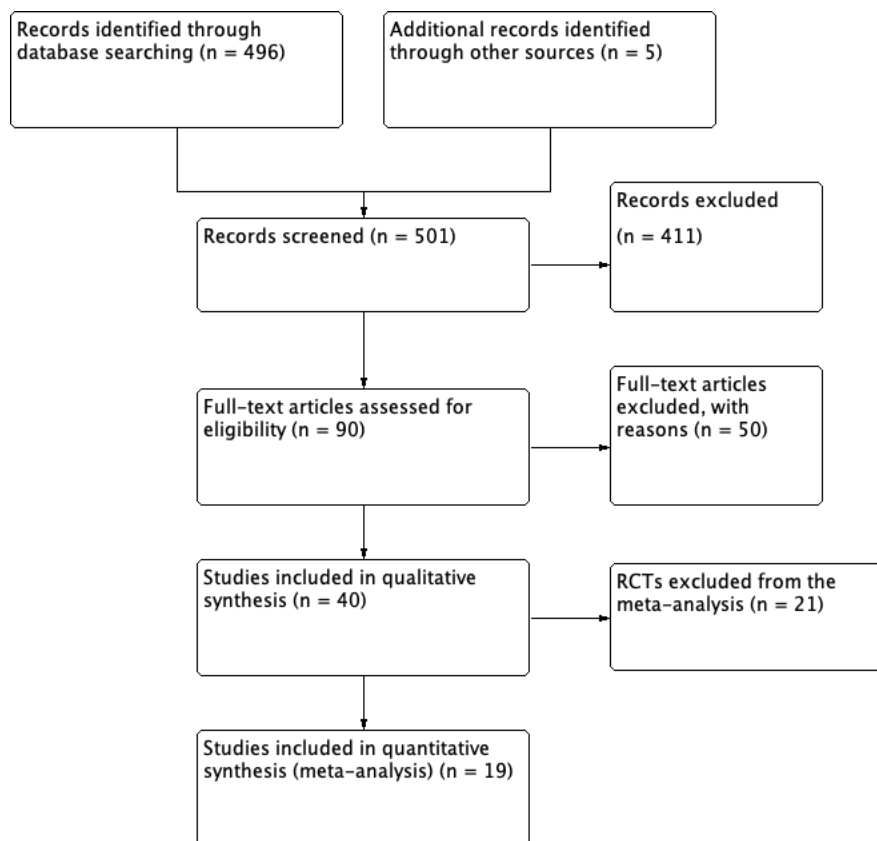 Records identified through
database searching (n = 496)
Additional records identified
through other sources (n = 5)
Records screened (n = 501)
Records excluded
(n = 411)
Full-text articles assessed for
eligibility (n = 90)
Full-text articles
excluded, with
reasons (n = 50)
Studies included in qualitative
synthesis (n = 40)
RCTs excluded from the
meta-analysis (n = 21)
Studies included in quantitative
synthesis (meta-analysis) (n = 19)